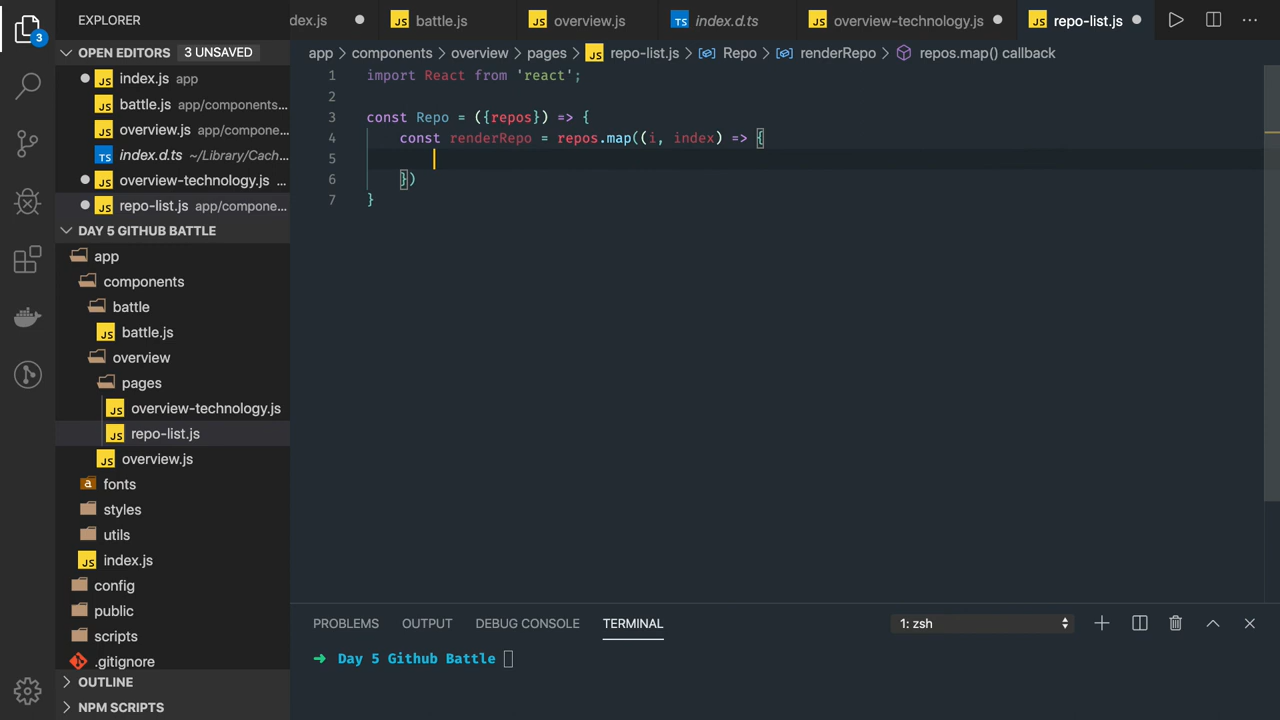 EXPLORER
dex.js
battle.js
overview.js
index.d.ts
overview-technology.js
repo-list.js
3
OPEN EDITORS 3 UNSAVED
index.js app
battle.js app/components...
overview.js app/components...
index.d.ts ~/Library/Cach...
overview-technology.js ...
repo-list.js app/compone...
DAY 5 GITHUB BATTLE
app
components
battle
battle.js
overview
pages
overview-technology.js
repo-list.js
overview.js
fonts
styles
utils
index.js
config
public
scripts
.gitignore
OUTLINE
NPM SCRIPTS
app > components > overview > pages > repo-list.js > Repo > renderRepo > repos.map() callback
1 import React from 'react';
2
3 const Repo = ({repos}) => {
4 const renderRepo = repos.map((i, index) => {
5
6 })
7 }
PROBLEMS OUTPUT DEBUG CONSOLE TERMINAL 1: zsh
➜ Day 5 Github Battle